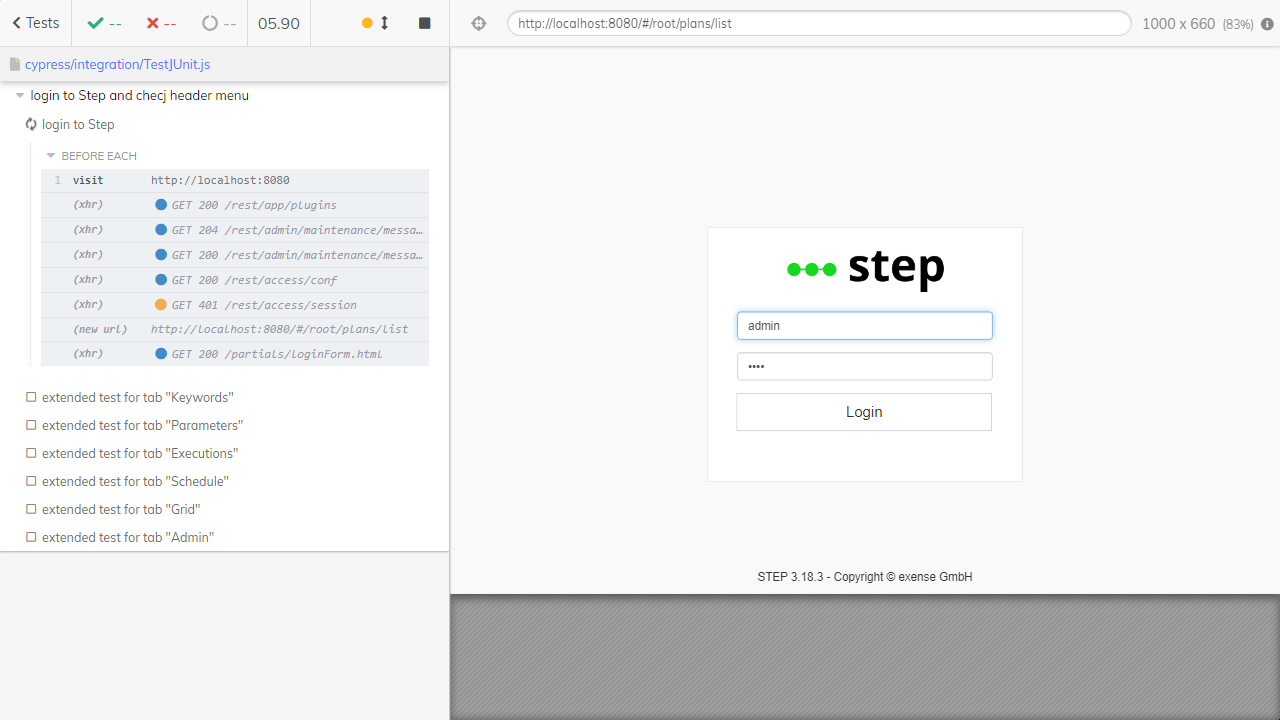 Tests
--
--
--
05.90
http://localhost:8080/#/root/plans/list
1000 x 660 (83%)
cypress/integration/TestJUnit.js
login to Step and checj header menu
login to Step
BEFORE EACH
1 visit http://localhost:8080
(xhr) GET 200 /rest/app/plugins
(xhr) GET 204 /rest/admin/maintenance/messa…
(xhr) GET 200 /rest/admin/maintenance/messa…
(xhr) GET 200 /rest/access/conf
(xhr) GET 401 /rest/access/session
(new url) http://localhost:8080/#/root/plans/list
(xhr) GET 200 /partials/loginForm.html
extended test for tab "Keywords"
extended test for tab "Parameters"
extended test for tab "Executions"
extended test for tab "Schedule"
extended test for tab "Grid"
extended test for tab "Admin"
step
admin
••••
Login
STEP 3.18.3 - Copyright © exense GmbH